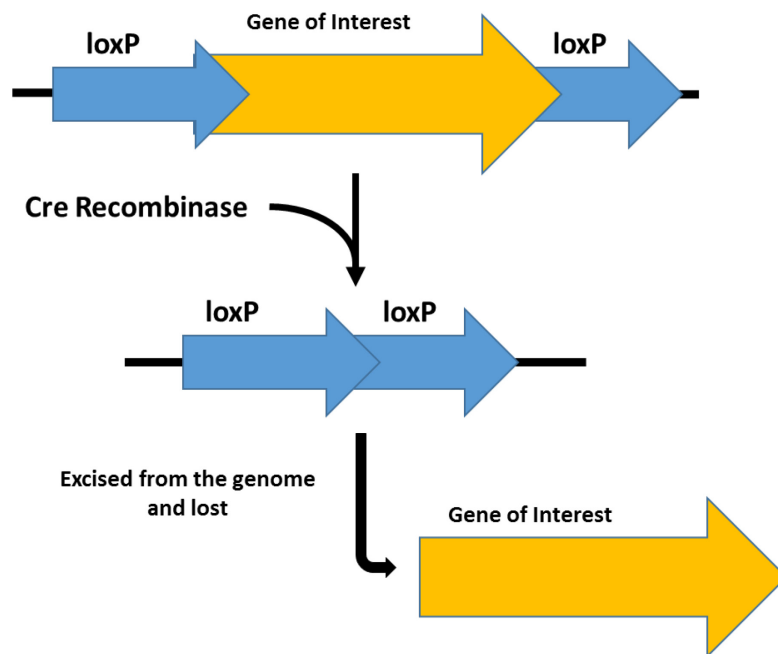 Gene of Interest
loxP
loxP
Cre Recombinase
loxP
loxP
Excised from the genome
and lost
Gene of Interest